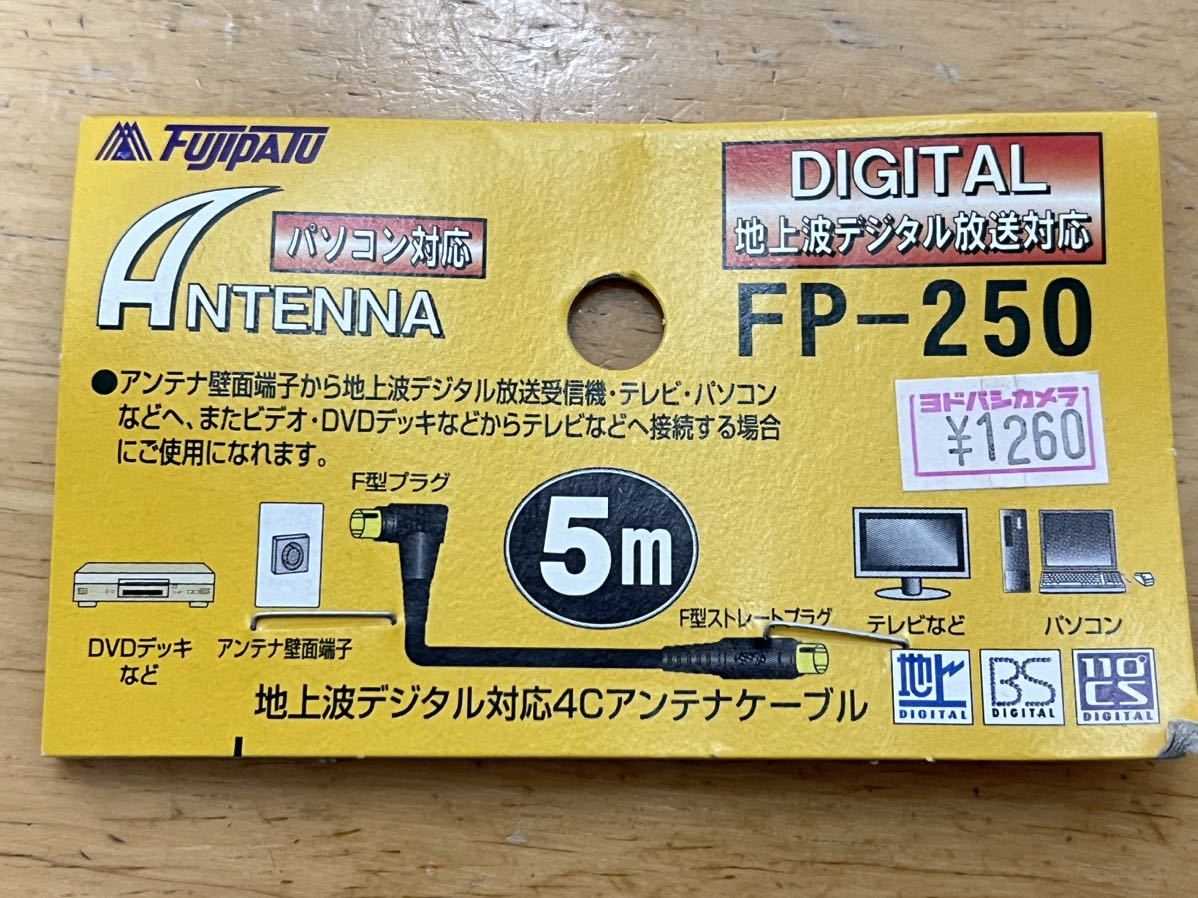 FUJIPATU
ANTENNA
パソコン対応
DIGITAL
地上波デジタル放送対応
FP-250
●アンテナ壁面端子から地上波デジタル放送受信機・テレビ・パソコン
などへ、またビデオ・DVDデッキなどからテレビなどへ接続する場合
にご使用になれます。
ヨドバシカメラ
¥1260
F型プラグ
5m
F型ストレートプラグ
DVDデッキ
など
アンテナ壁面端子
テレビなど
パソコン
地上波デジタル対応4Cアンテナケーブル
地上
DIGITAL
BS
DIGITAL
110°
CS
DIGITAL